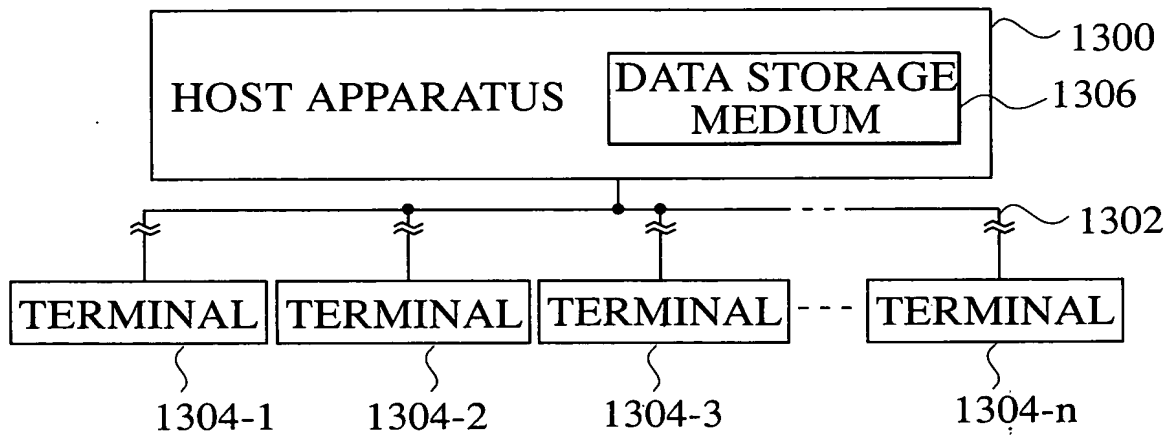 1300
HOST APPARATUS
DATA STORAGE
MEDIUM
1306
1302
TERMINAL TERMINAL TERMINAL TERMINAL
1304-1 1304-2 1304-3 1304-n